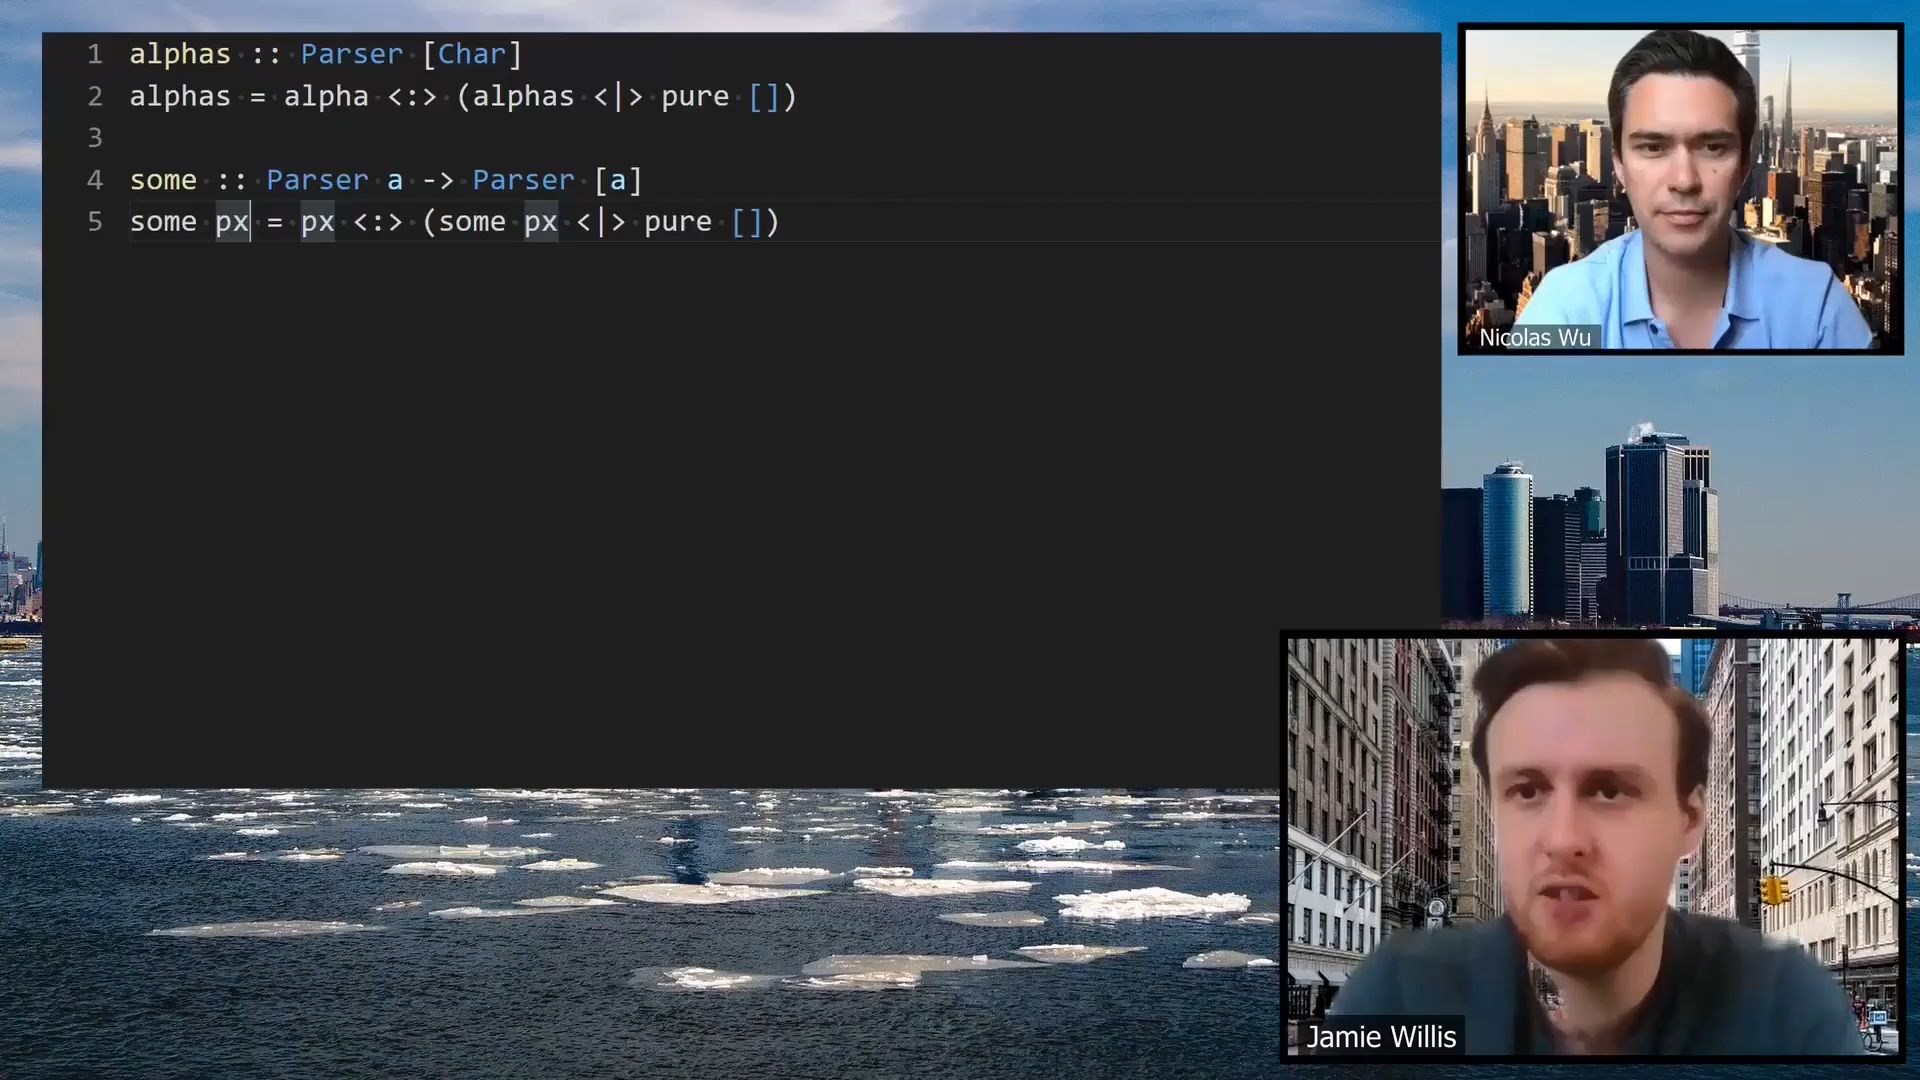 1 alphas :: Parser [Char]
2 alphas = alpha <:> (alphas <|> pure [])
3
4 some :: Parser a -> Parser [a]
5 some px = px <:> (some px <|> pure [])
Nicolas Wu
Jamie Willis